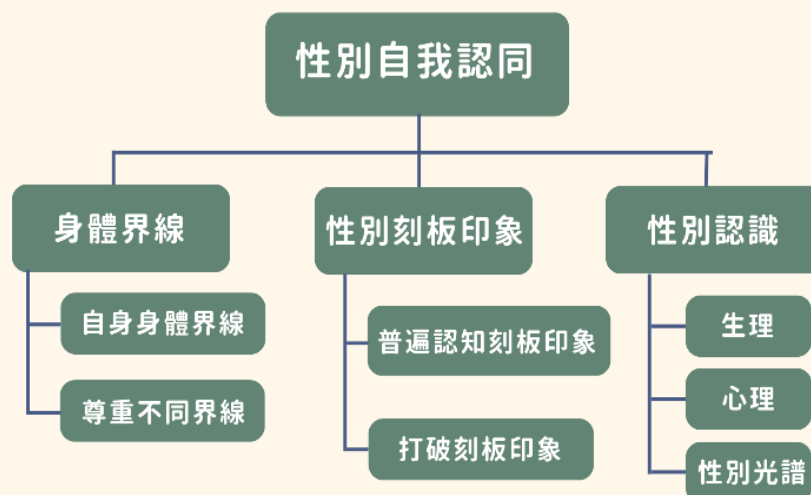 性別自我認同
身體界線
自身身體界線
尊重不同界線
性別刻板印象
普遍認知刻板印象
打破刻板印象
性別認識
生理
心理
性別光譜